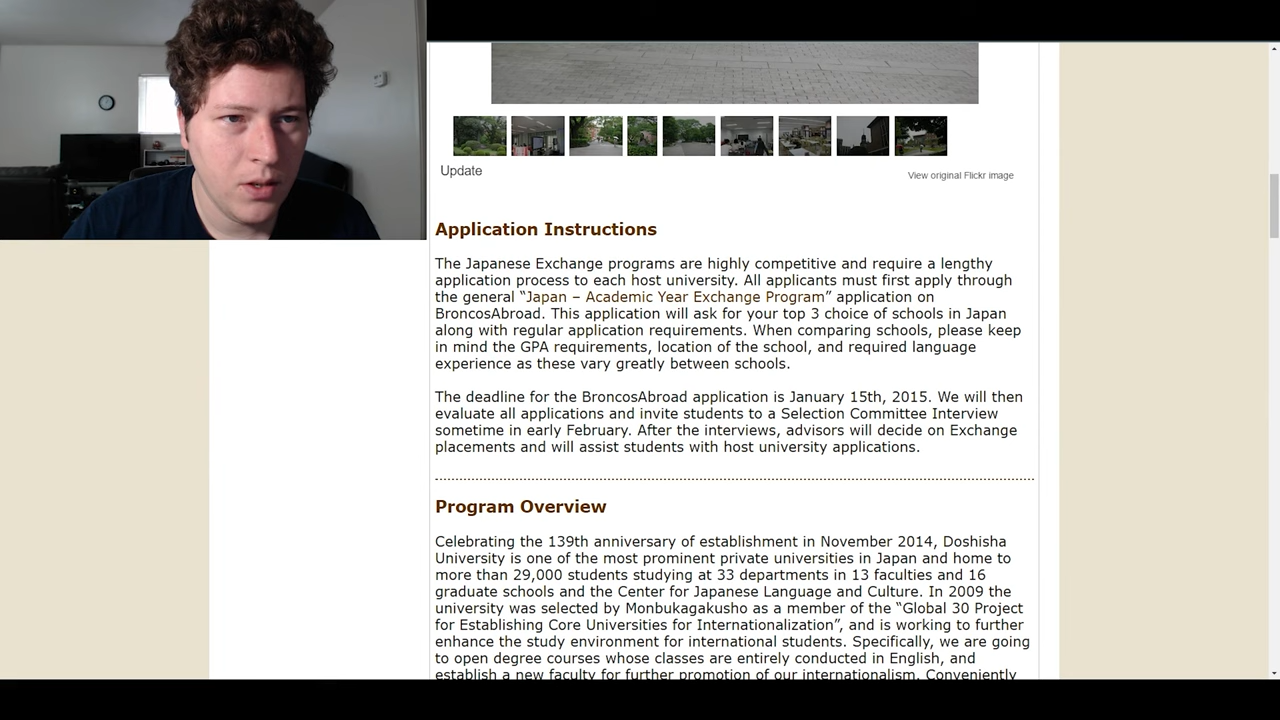 Update
View original Flickr image
Application Instructions
The Japanese Exchange programs are highly competitive and require a lengthy
application process to each host university. All applicants must first apply through
the general “Japan – Academic Year Exchange Program” application on
BroncosAbroad. This application will ask for your top 3 choice of schools in Japan
along with regular application requirements. When comparing schools, please keep
in mind the GPA requirements, location of the school, and required language
experience as these vary greatly between schools.
The deadline for the BroncosAbroad application is January 15th, 2015. We will then
evaluate all applications and invite students to a Selection Committee Interview
sometime in early February. After the interviews, advisors will decide on Exchange
placements and will assist students with host university applications.
Program Overview
Celebrating the 139th anniversary of establishment in November 2014, Doshisha
University is one of the most prominent private universities in Japan and home to
more than 29,000 students studying at 33 departments in 13 faculties and 16
graduate schools and the Center for Japanese Language and Culture. In 2009 the
university was selected by Monbukagakusho as a member of the “Global 30 Project
for Establishing Core Universities for Internationalization”, and is working to further
enhance the study environment for international students. Specifically, we are going
to open degree courses whose classes are entirely conducted in English, and
establish a new faculty for further promotion of our internationalism. Conveniently